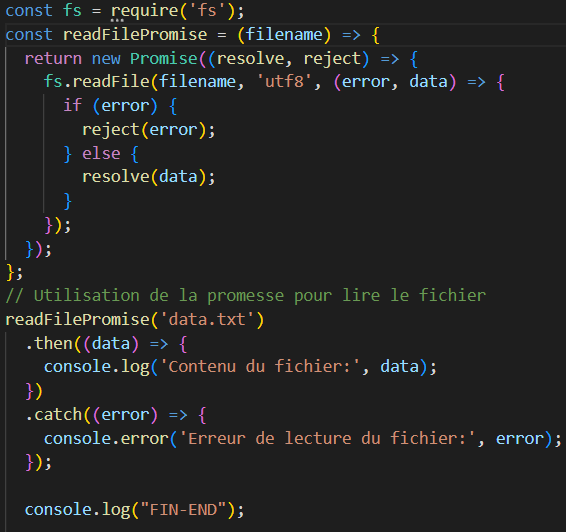 const fs = require('fs');
const readFilePromise = (filename) => {
  return new Promise((resolve, reject) => {
    fs.readFile(filename, 'utf8', (error, data) => {
      if (error) {
        reject(error);
      } else {
        resolve(data);
      }
    });
  });
};
// Utilisation de la promesse pour lire le fichier
readFilePromise('data.txt')
  .then((data) => {
    console.log('Contenu du fichier:', data);
  })
  .catch((error) => {
    console.error('Erreur de lecture du fichier:', error);
  });

  console.log("FIN-END");